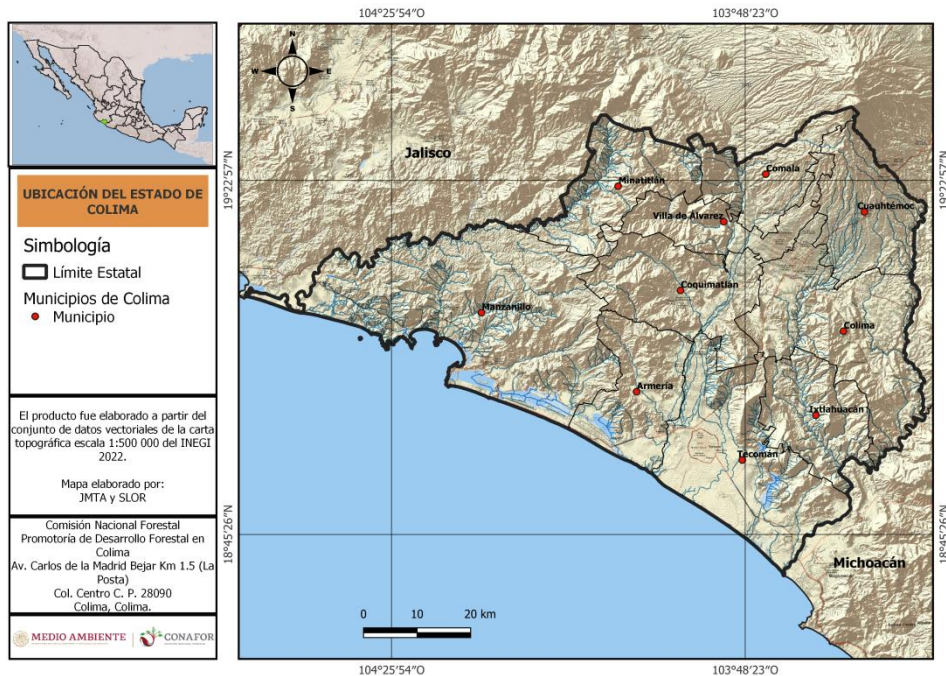 104°25′54″O
103°48′23″O
N
W
E
S
Jalisco
Comala
Minatitlán
Cuauhtémoc
Villa de Álvarez
Coquimatlán
Manzanillo
Colima
Armería
Ixtlahuacán
Tecomán
Michoacán
19°22′57″N
19°22′57″N
18°45′26″N
18°45′26″N
0
10
20 km
104°25′54″O
103°48′23″O
UBICACIÓN DEL ESTADO DE
COLIMA
Simbología
Límite Estatal
Municipios de Colima
Municipio
El producto fue elaborado a partir del
conjunto de datos vectoriales de la carta
topográfica escala 1:500 000 del INEGI
2022.
Mapa elaborado por:
JMTA y SLOR
Comisión Nacional Forestal
Promotoría de Desarrollo Forestal en
Colima
Av. Carlos de la Madrid Bejar Km 1.5 (La
Posta)
Col. Centro C. P. 28090
Colima, Colima.
MEDIO AMBIENTE
CONAFOR